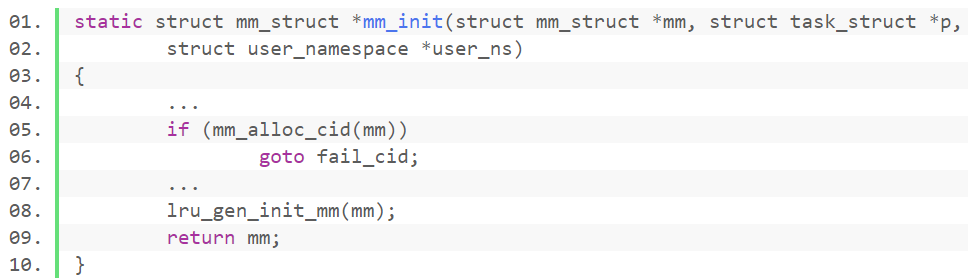 01. static struct mm_struct *mm_init(struct mm_struct *mm, struct task_struct *p,
02.         struct user_namespace *user_ns)
03. {
04.         ...
05.         if (mm_alloc_cid(mm))
06.                 goto fail_cid;
07.         ...
08.         lru_gen_init_mm(mm);
09.         return mm;
10. }